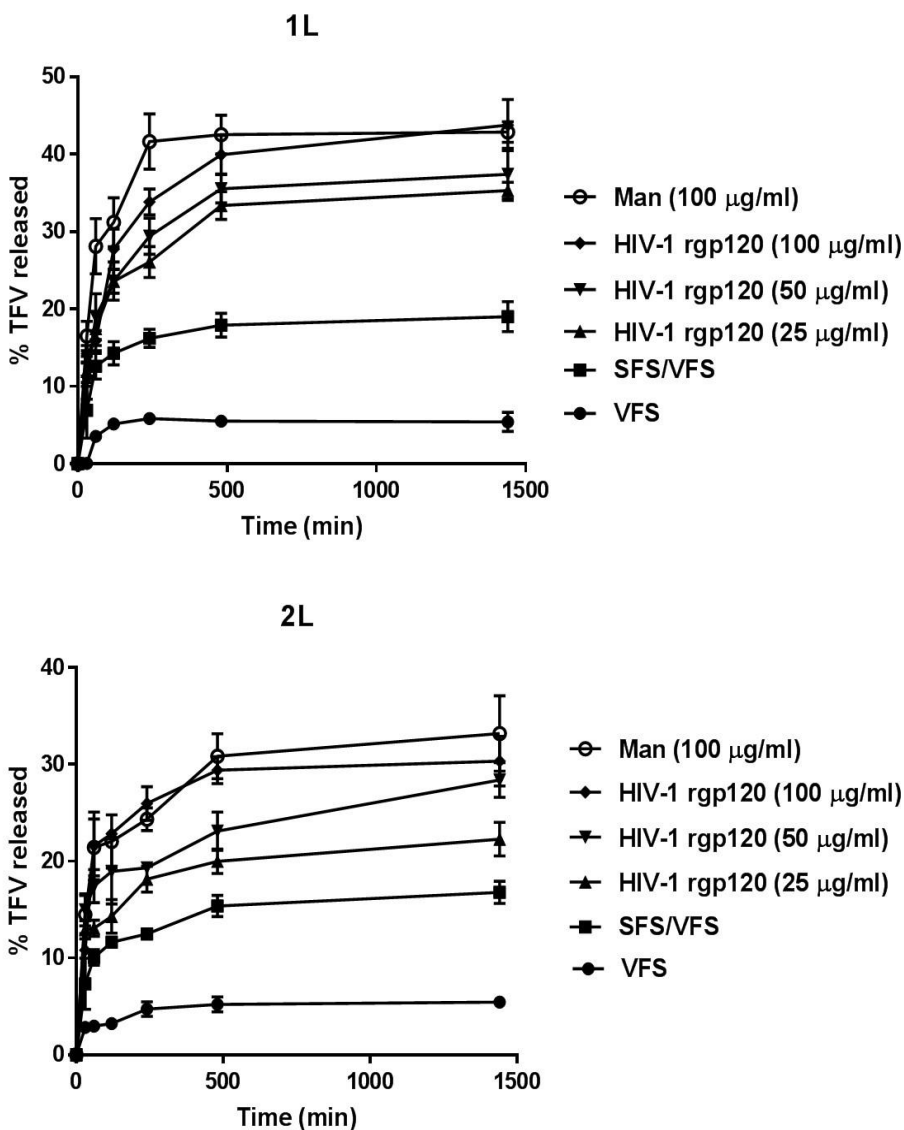 1L
50
40
30
20
10
0
% TFV released
0 500 1000 1500
Time (min)
Man (100 μg/ml)
HIV-1 rgp120 (100 μg/ml)
HIV-1 rgp120 (50 μg/ml)
HIV-1 rgp120 (25 μg/ml)
SFS/VFS
VFS
2L
40
30
20
10
0
% TFV released
0 500 1000 1500
Time (min)
Man (100 μg/ml)
HIV-1 rgp120 (100 μg/ml)
HIV-1 rgp120 (50 μg/ml)
HIV-1 rgp120 (25 μg/ml)
SFS/VFS
VFS